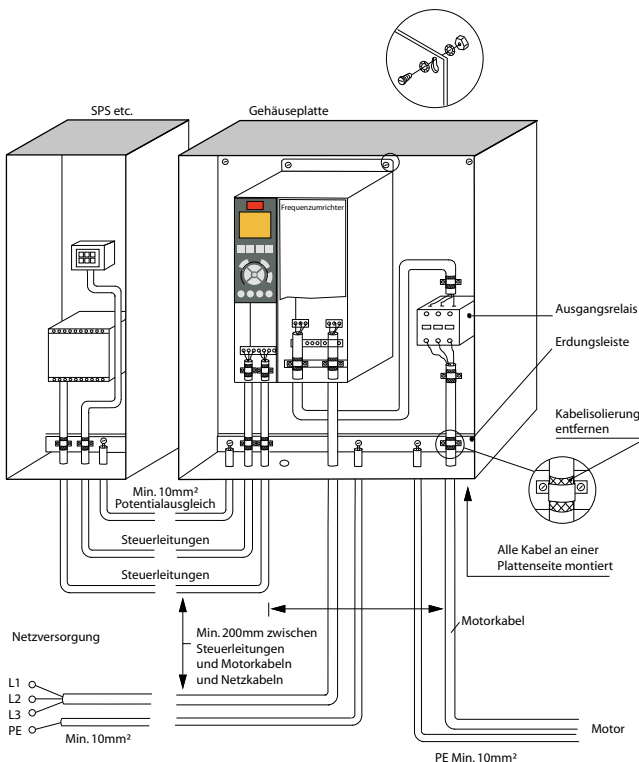 SPS etc.
Gehäuseplatte
Frequenzumrichter
Ausgangsrelais
Erdungsleiste
Kabelisolierung
entfernen
Min. 10mm²
Potentialausgleich
Steuerleitungen
Steuerleitungen
Alle Kabel an einer
Plattenseite montiert
Netzversorgung
Min. 200mm zwischen
Steuerleitungen
und Motorkabeln
und Netzkabeln
Motorkabel
L1
L2
L3
PE
Min. 10mm²
Motor
PE Min. 10mm²